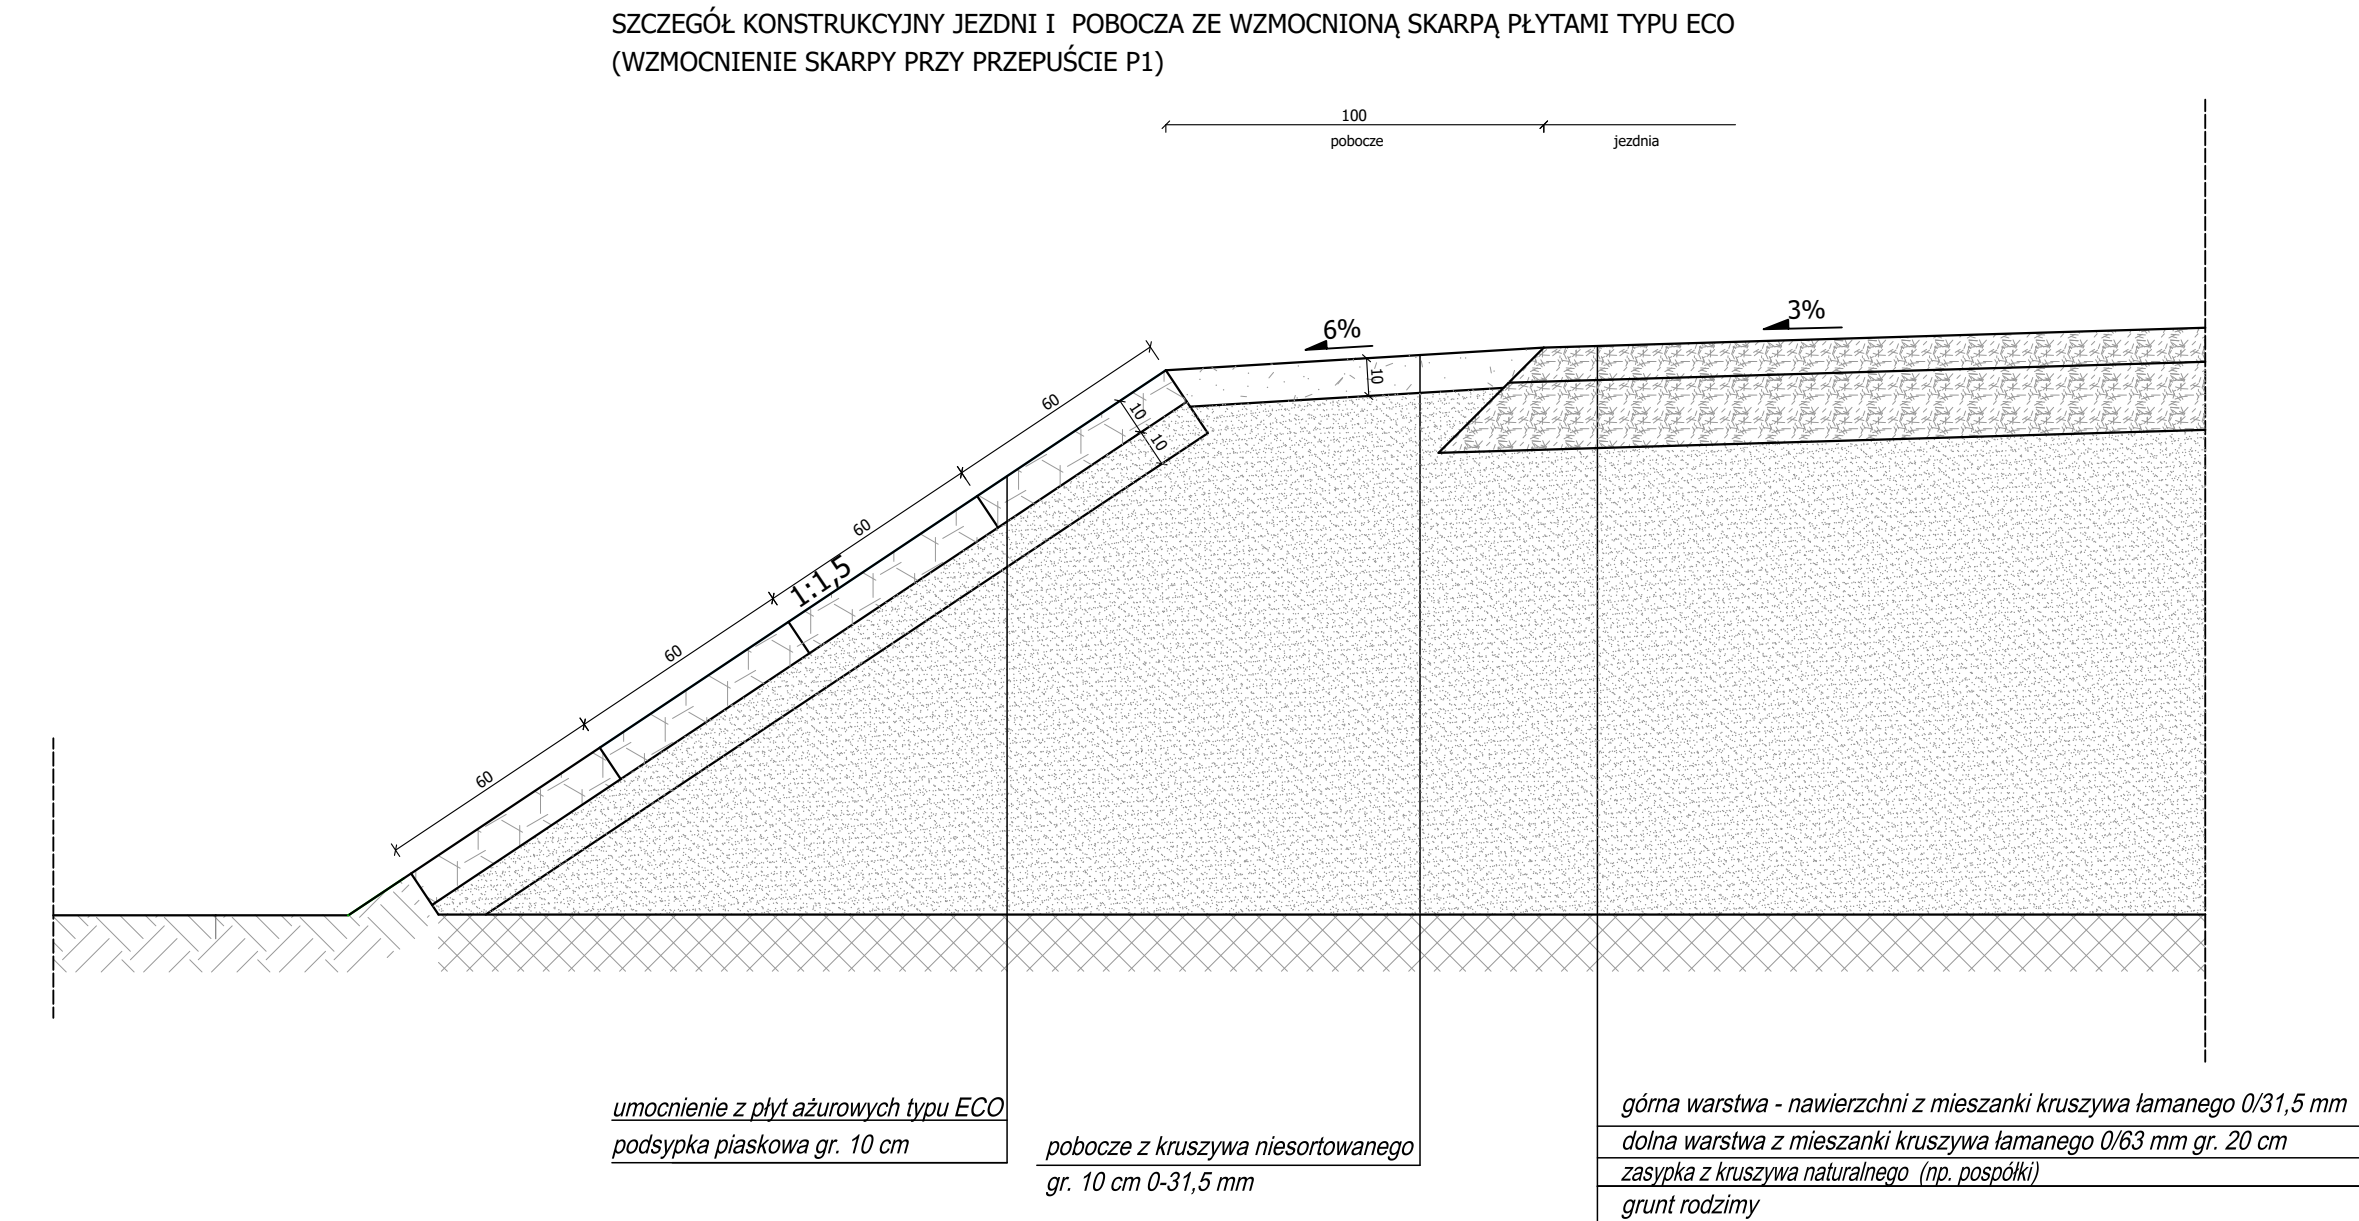 SZCZEGÓŁ KONSTRUKCYJNY JEZDNI I POBOCZA ZE WZMOCNIONĄ SKARPĄ PŁYTAMI TYPU ECO
(WZMOCNIENIE SKARPY PRZY PRZEPUŚCIE P1)
100
pobocze
jezdnia
6%
3%
10
60
10
10
60
1:1,5
60
60
umocnienie z płyt ażurowych typu ECO
podsypka piaskowa gr. 10 cm
pobocze z kruszywa niesortowanego
gr. 10 cm 0-31,5 mm
górna warstwa - nawierzchni z mieszanki kruszywa łamanego 0/31,5 mm
dolna warstwa z mieszanki kruszywa łamanego 0/63 mm gr. 20 cm
zasypka z kruszywa naturalnego (np. pospółki)
grunt rodzimy